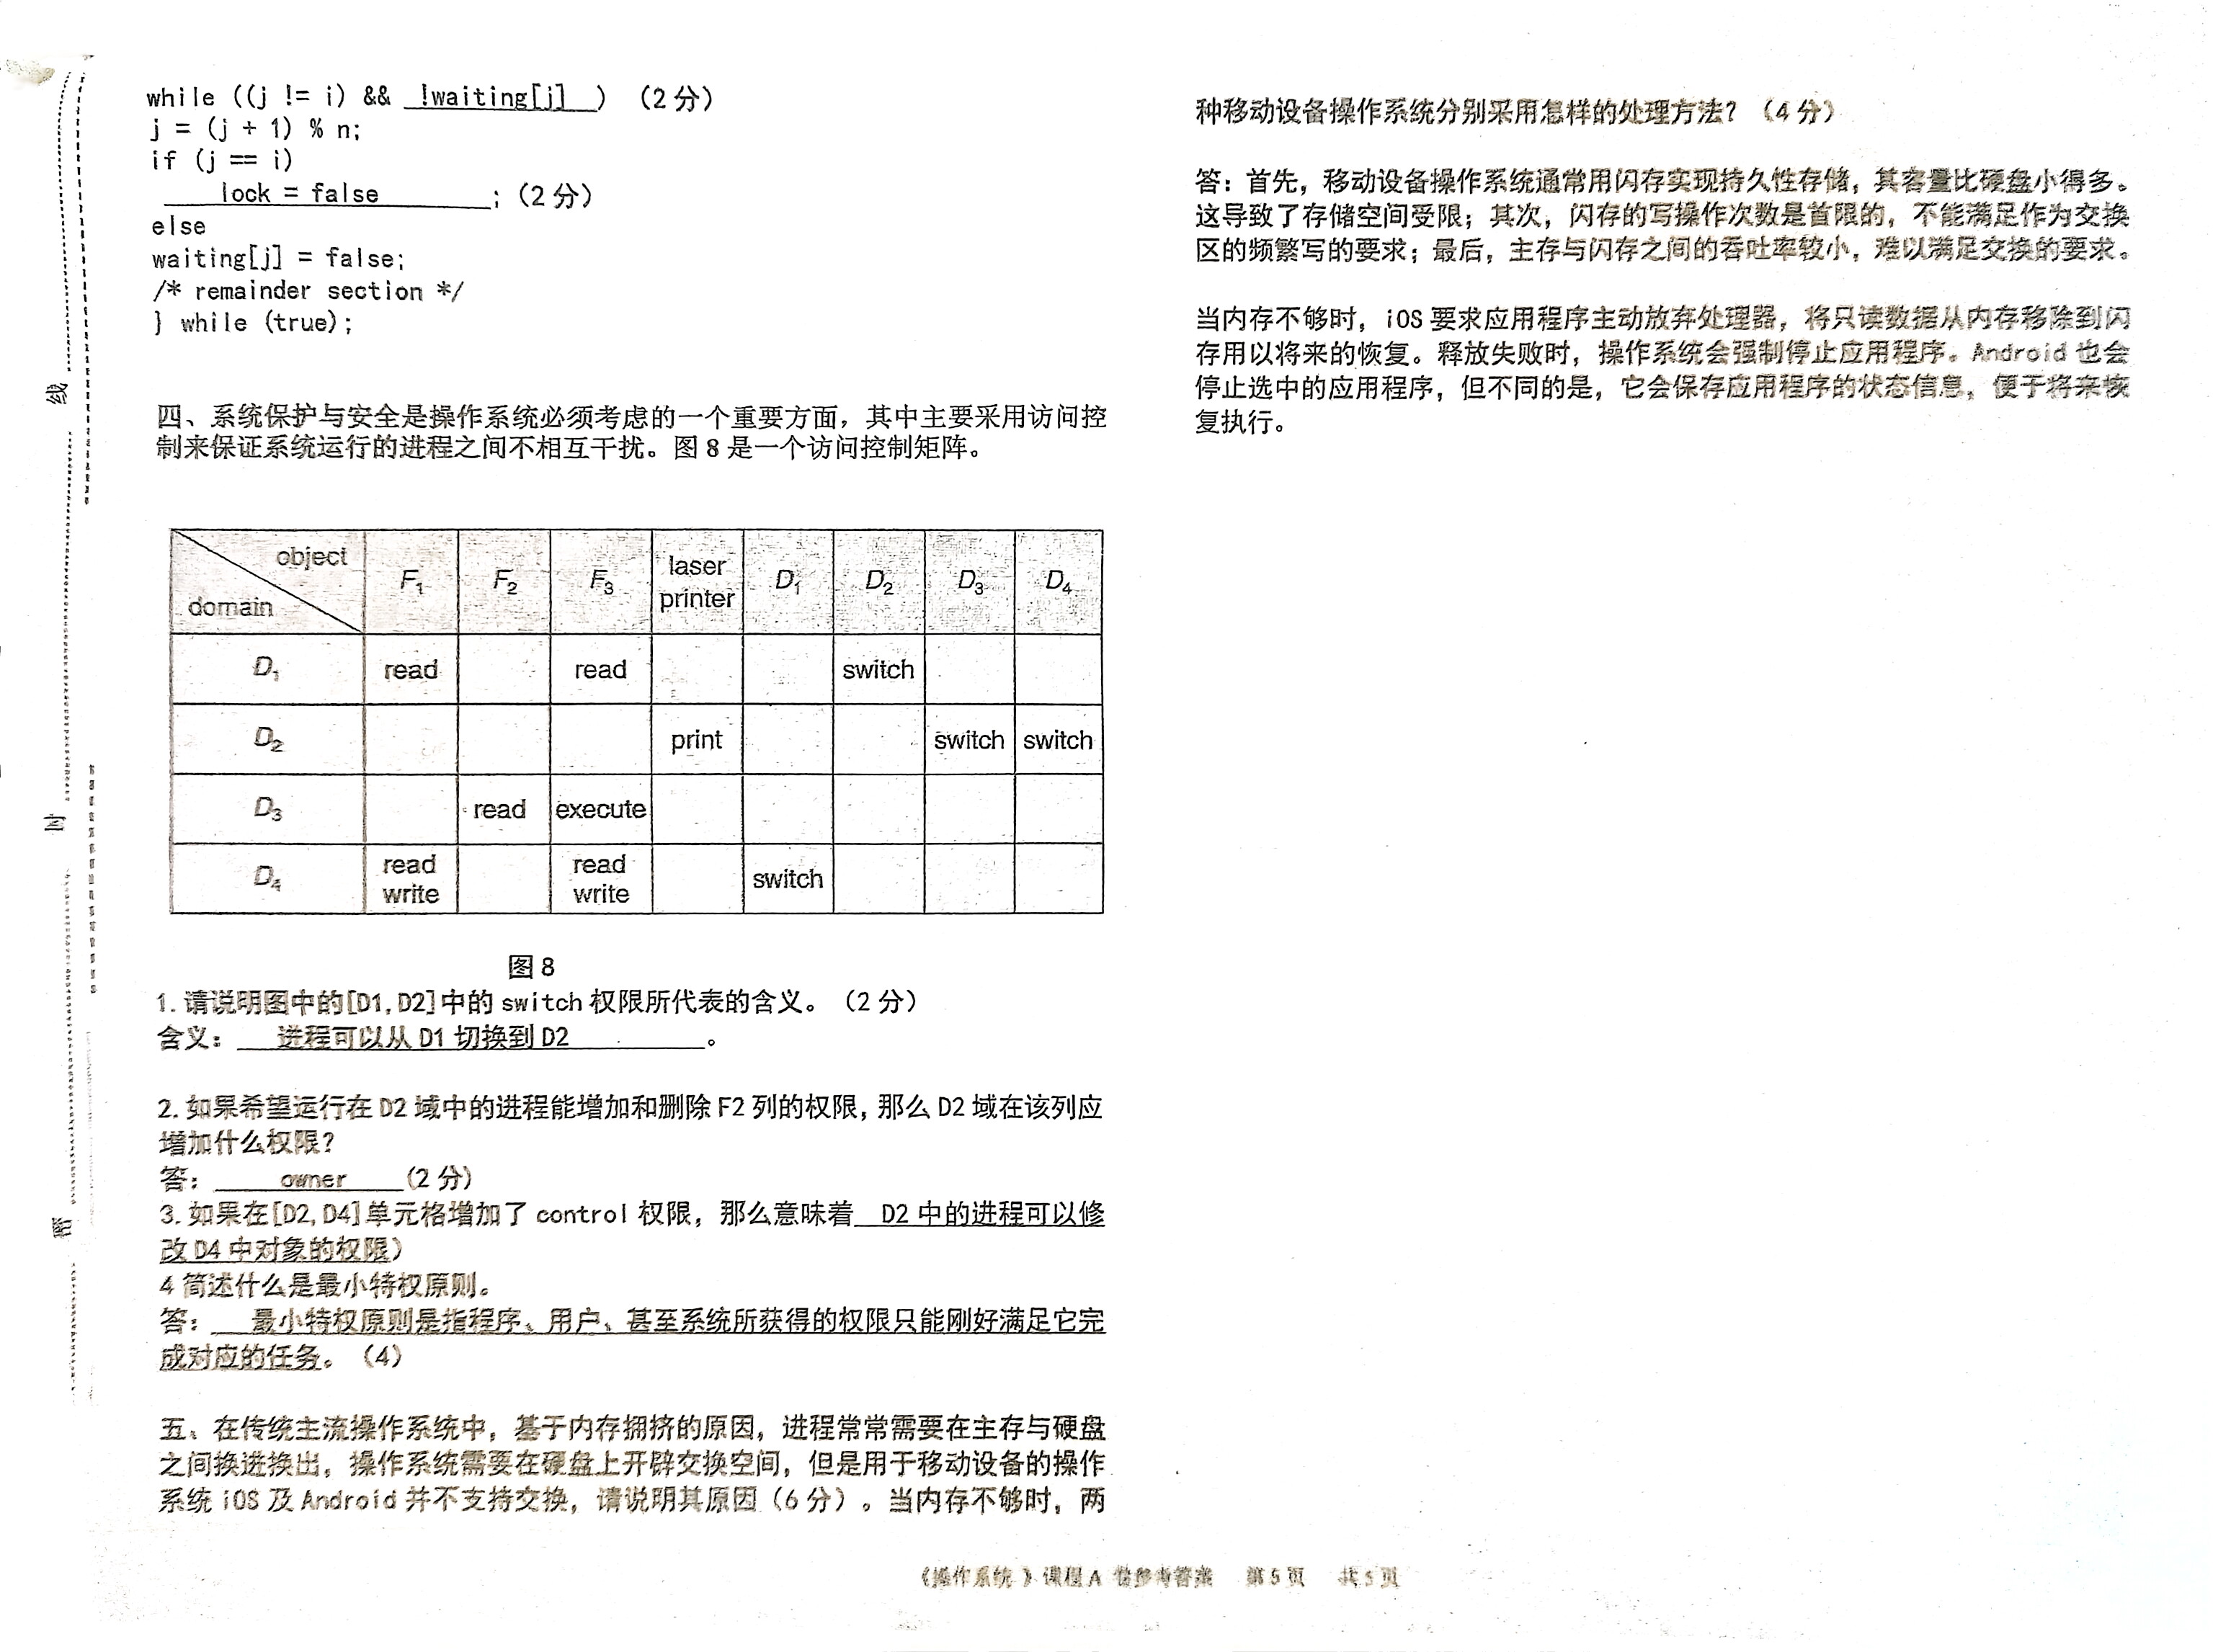 while ((j != i) && !waiting[j] ) （2 分）
j = (j + 1) % n;
if (j == i)
lock = false ;（2 分）
else
waiting[j] = false;
/* remainder section */
} while (true);
四、系统保护与安全是操作系统必须考虑的一个重要方面，其中主要采用访问控
制来保证系统运行的进程之间不相互干扰。图 8 是一个访问控制矩阵。
object
domain
F1 F2 F3 laser printer D1 D2 D3 D4
D1 read read switch
D2 print switch switch
D3 read execute
D4 read write read write switch
图 8
1. 请说明图中的[D1, D2]中的 switch 权限所代表的含义。（2 分）
含义： 进程可以从 D1 切换到 D2 。
2. 如果希望运行在 D2 域中的进程能增加和删除 F2 列的权限，那么 D2 域在该列应
增加什么权限？
答： owner (2 分)
3. 如果在[D2, D4]单元格增加了 control 权限，那么意味着 D2 中的进程可以修
改 D4 中对象的权限）
4 简述什么是最小特权原则。
答： 最小特权原则是指程序、用户、甚至系统所获得的权限只能刚好满足它完
成对应的任务。（4）
五、在传统主流操作系统中，基于内存拥挤的原因，进程常常需要在主存与硬盘
之间换进换出，操作系统需要在硬盘上开辟交换空间，但是用于移动设备的操作
系统 iOS 及 Android 并不支持交换，请说明其原因（6 分）。当内存不够时，两
种移动设备操作系统分别采用怎样的处理方法？（4 分）
答：首先，移动设备操作系统通常用闪存实现持久性存储，其容量比硬盘小得多。
这导致了存储空间受限；其次，闪存的写操作次数是首限的，不能满足作为交换
区的频繁写的要求；最后，主存与闪存之间的吞吐率较小，难以满足交换的要求。
当内存不够时，iOS 要求应用程序主动放弃处理器，将只读数据从内存移除到闪
存用以将来的恢复。释放失败时，操作系统会强制停止应用程序。Android 也会
停止选中的应用程序，但不同的是，它会保存应用程序的状态信息，便于将来恢
复执行。
《操作系统 》课程 A 卷参考答案 第 5 页 共 5 页
线
封
密